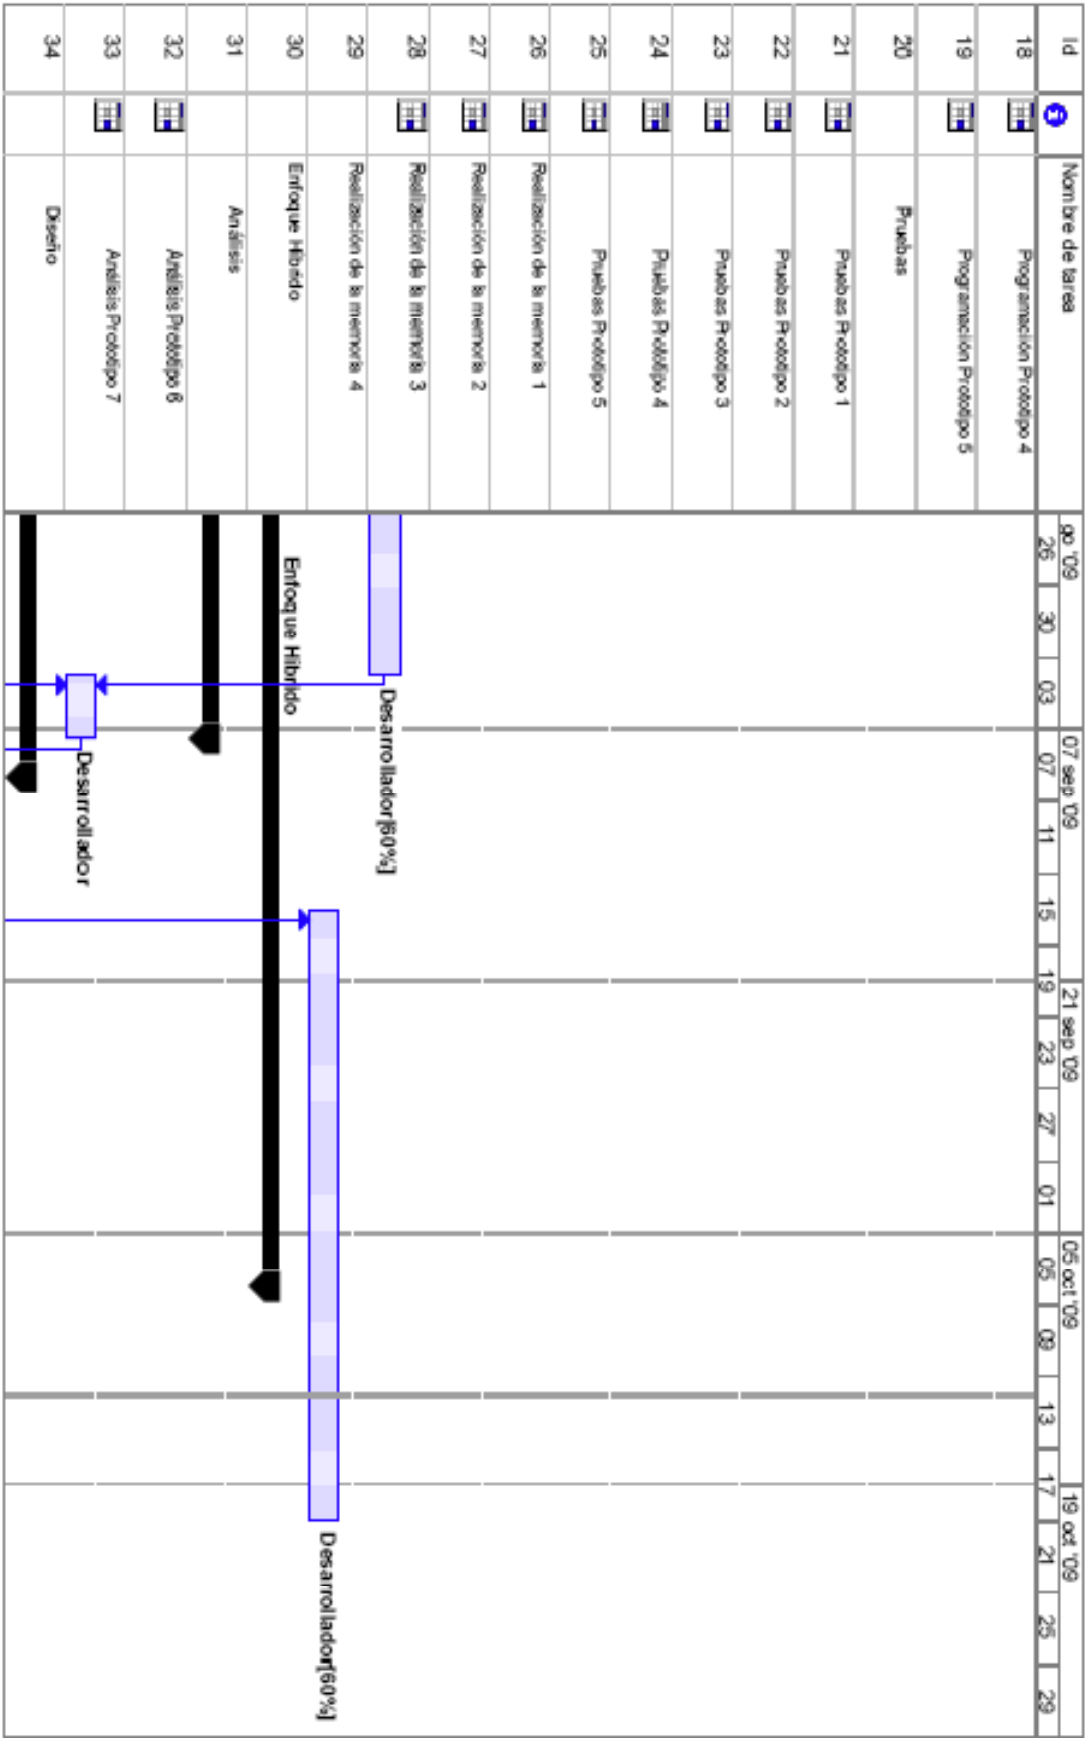 Id
Nombre de tarea
go '09
07 sep '09
21 sep '09
05 oct '09
19 oct '09
26
30
03
07
11
15
19
23
27
01
05
09
13
17
21
25
29
18
Programación Prototipo 4
19
Programación Prototipo 5
20
Pruebas
21
Pruebas Prototipo 1
22
Pruebas Prototipo 2
23
Pruebas Prototipo 3
24
Pruebas Prototipo 4
25
Pruebas Prototipo 5
26
Realización de la memoria 1
27
Realización de la memoria 2
28
Realización de la memoria 3
Desarrollador[60%]
29
Realización de la memoria 4
Desarrollador[60%]
30
Enfoque Híbrido
Enfoque Híbrido
31
Análisis
32
Análisis Prototipo 6
33
Análisis Prototipo 7
Desarrollador
34
Diseño